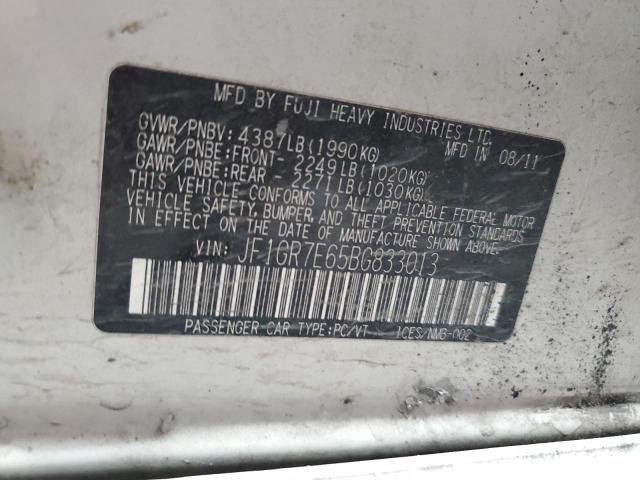 MFD BY FUJI HEAVY INDUSTRIES LTD.
GVWR/PNBV: 4387LB(1990KG) MFD IN 08/11
GAWR/PNBE:FRONT- 2249LB(1020KG)
GAWR/PNBE:REAR - 2271LB(1030KG)
THIS VEHICLE CONFORMS TO ALL APPLICABLE FEDERAL MOTOR
VEHICLE SAFETY, BUMPER, AND THEFT PREVENTION STANDARDS
IN EFFECT ON THE DATE OF MANUFACTURE SHOWN ABOVE.
VIN: JF1GR7E65BG833013
PASSENGER CAR TYPE:PC/VT ICES/NMB-002